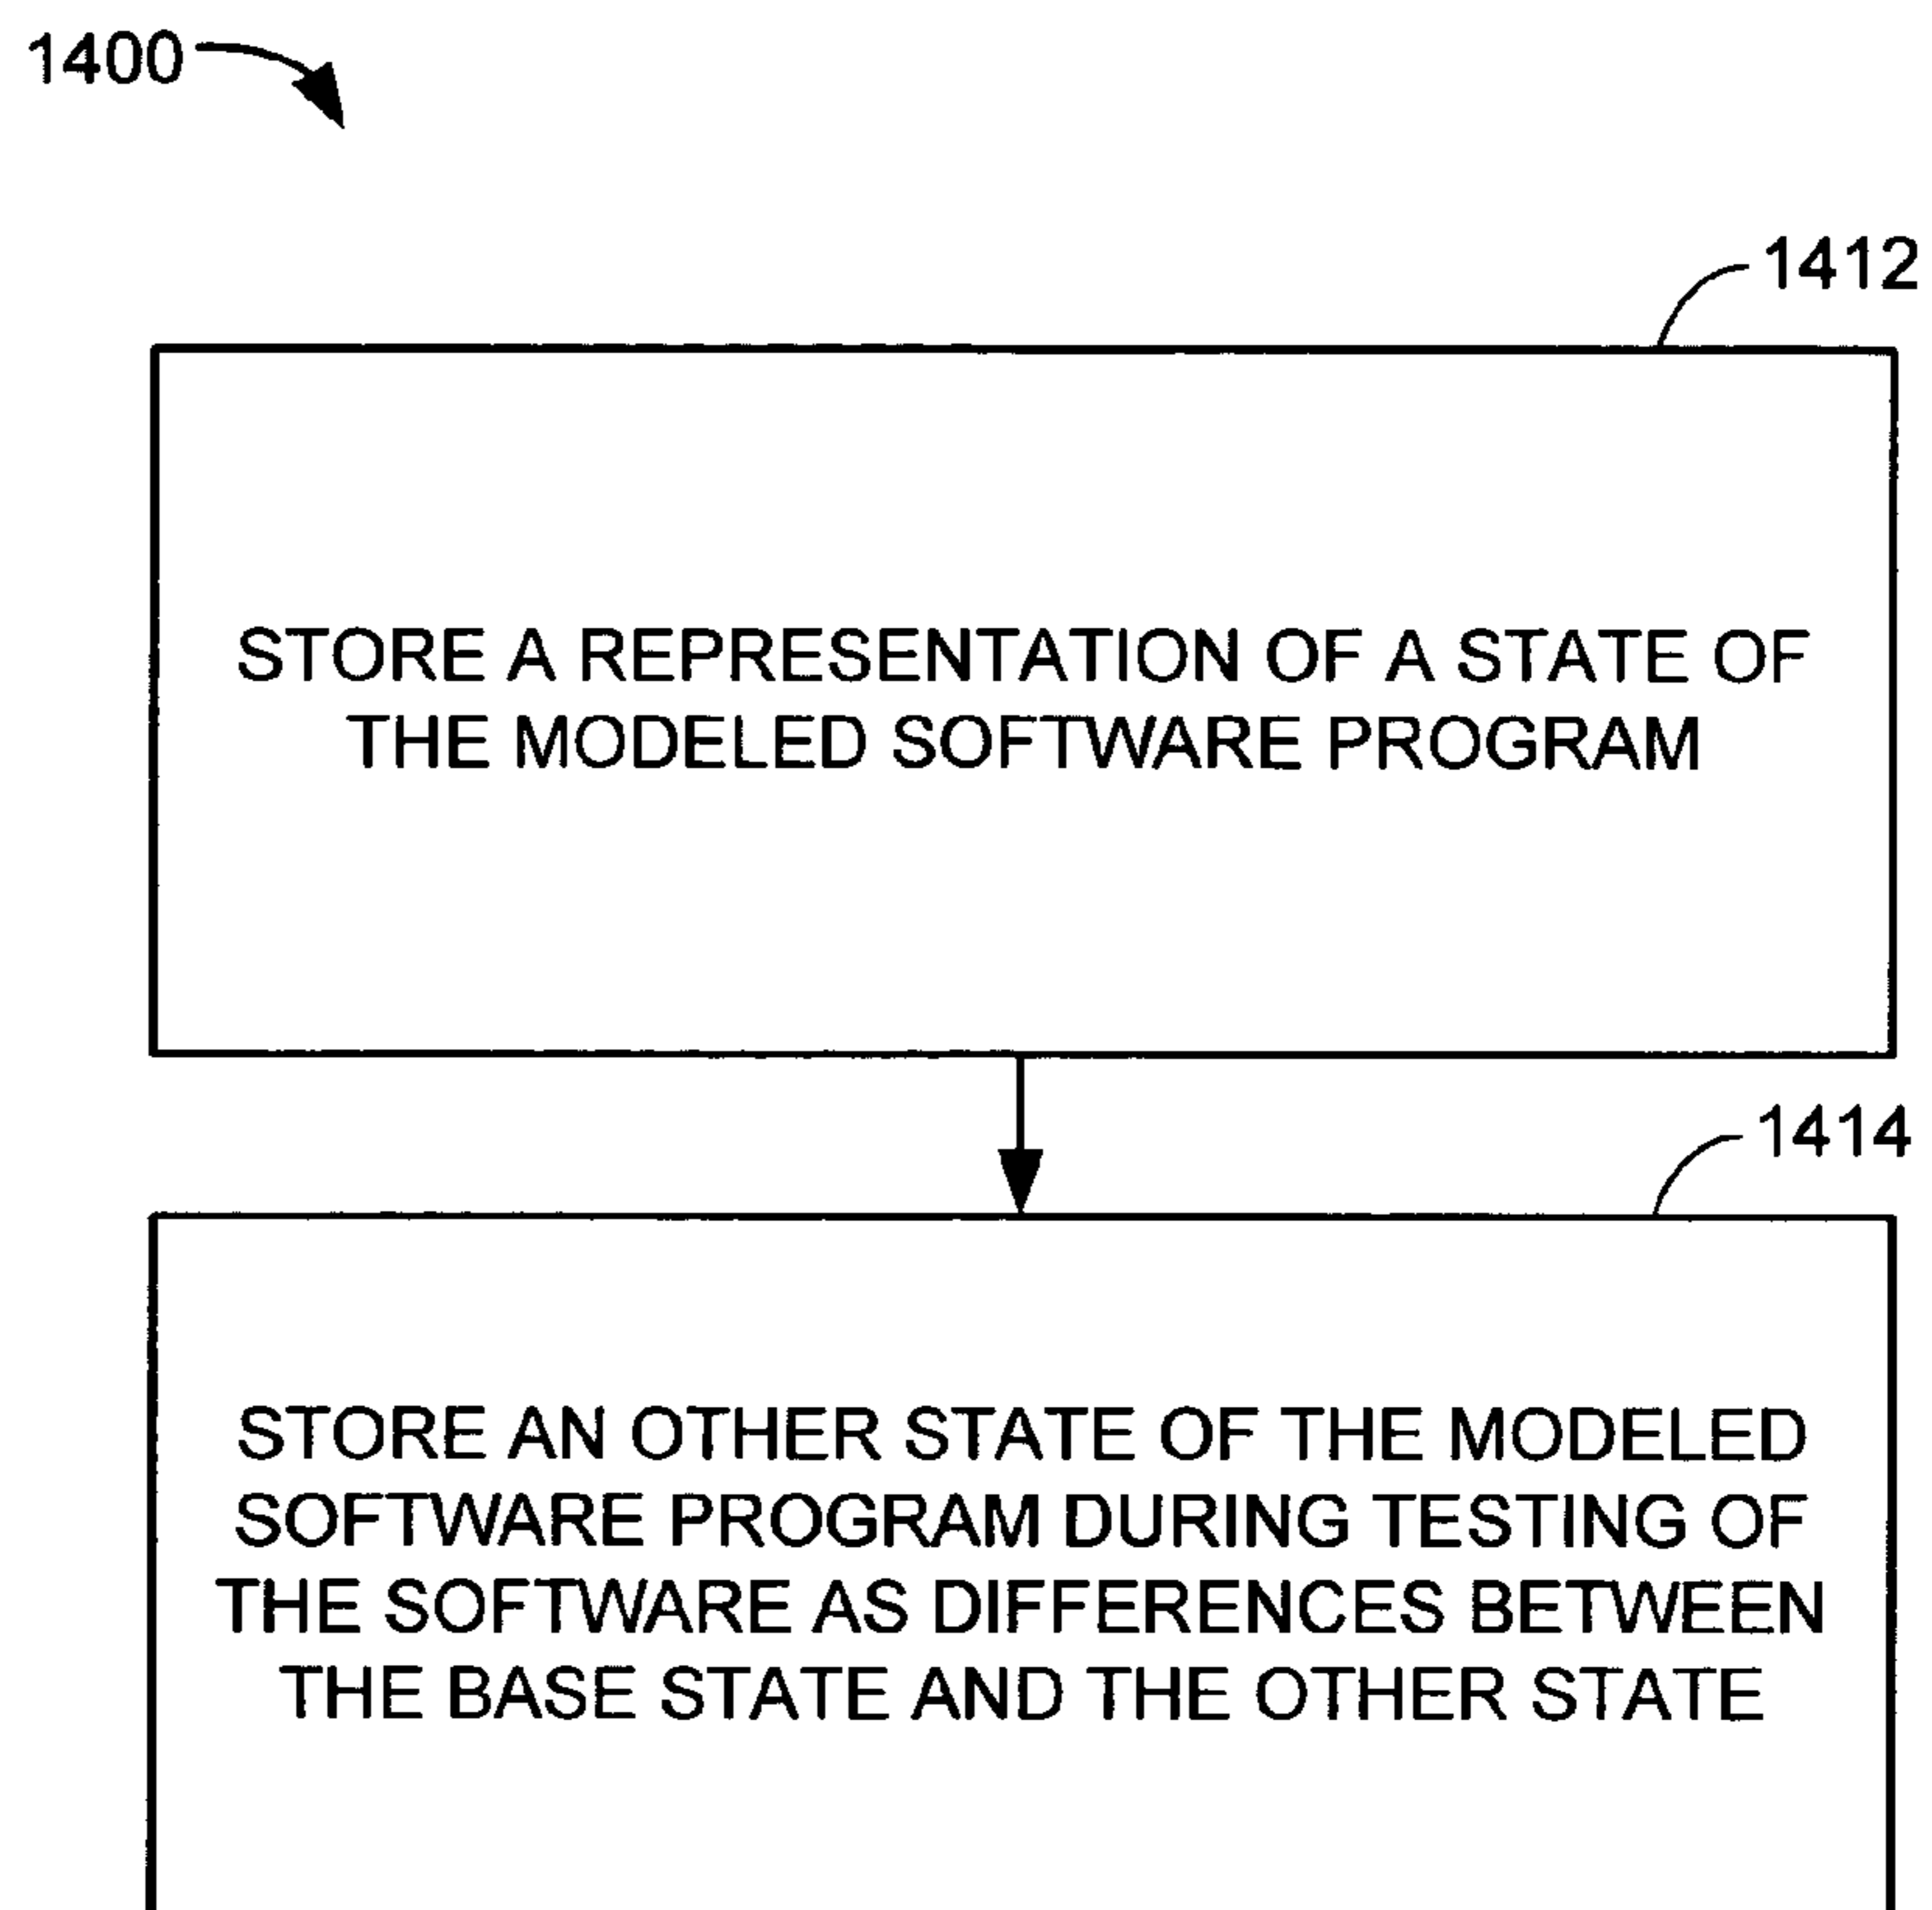 1400
1412
STORE A REPRESENTATION OF A STATE OF
THE MODELED SOFTWARE PROGRAM
1414
STORE AN OTHER STATE OF THE MODELED
SOFTWARE PROGRAM DURING TESTING OF
THE SOFTWARE AS DIFFERENCES BETWEEN
THE BASE STATE AND THE OTHER STATE